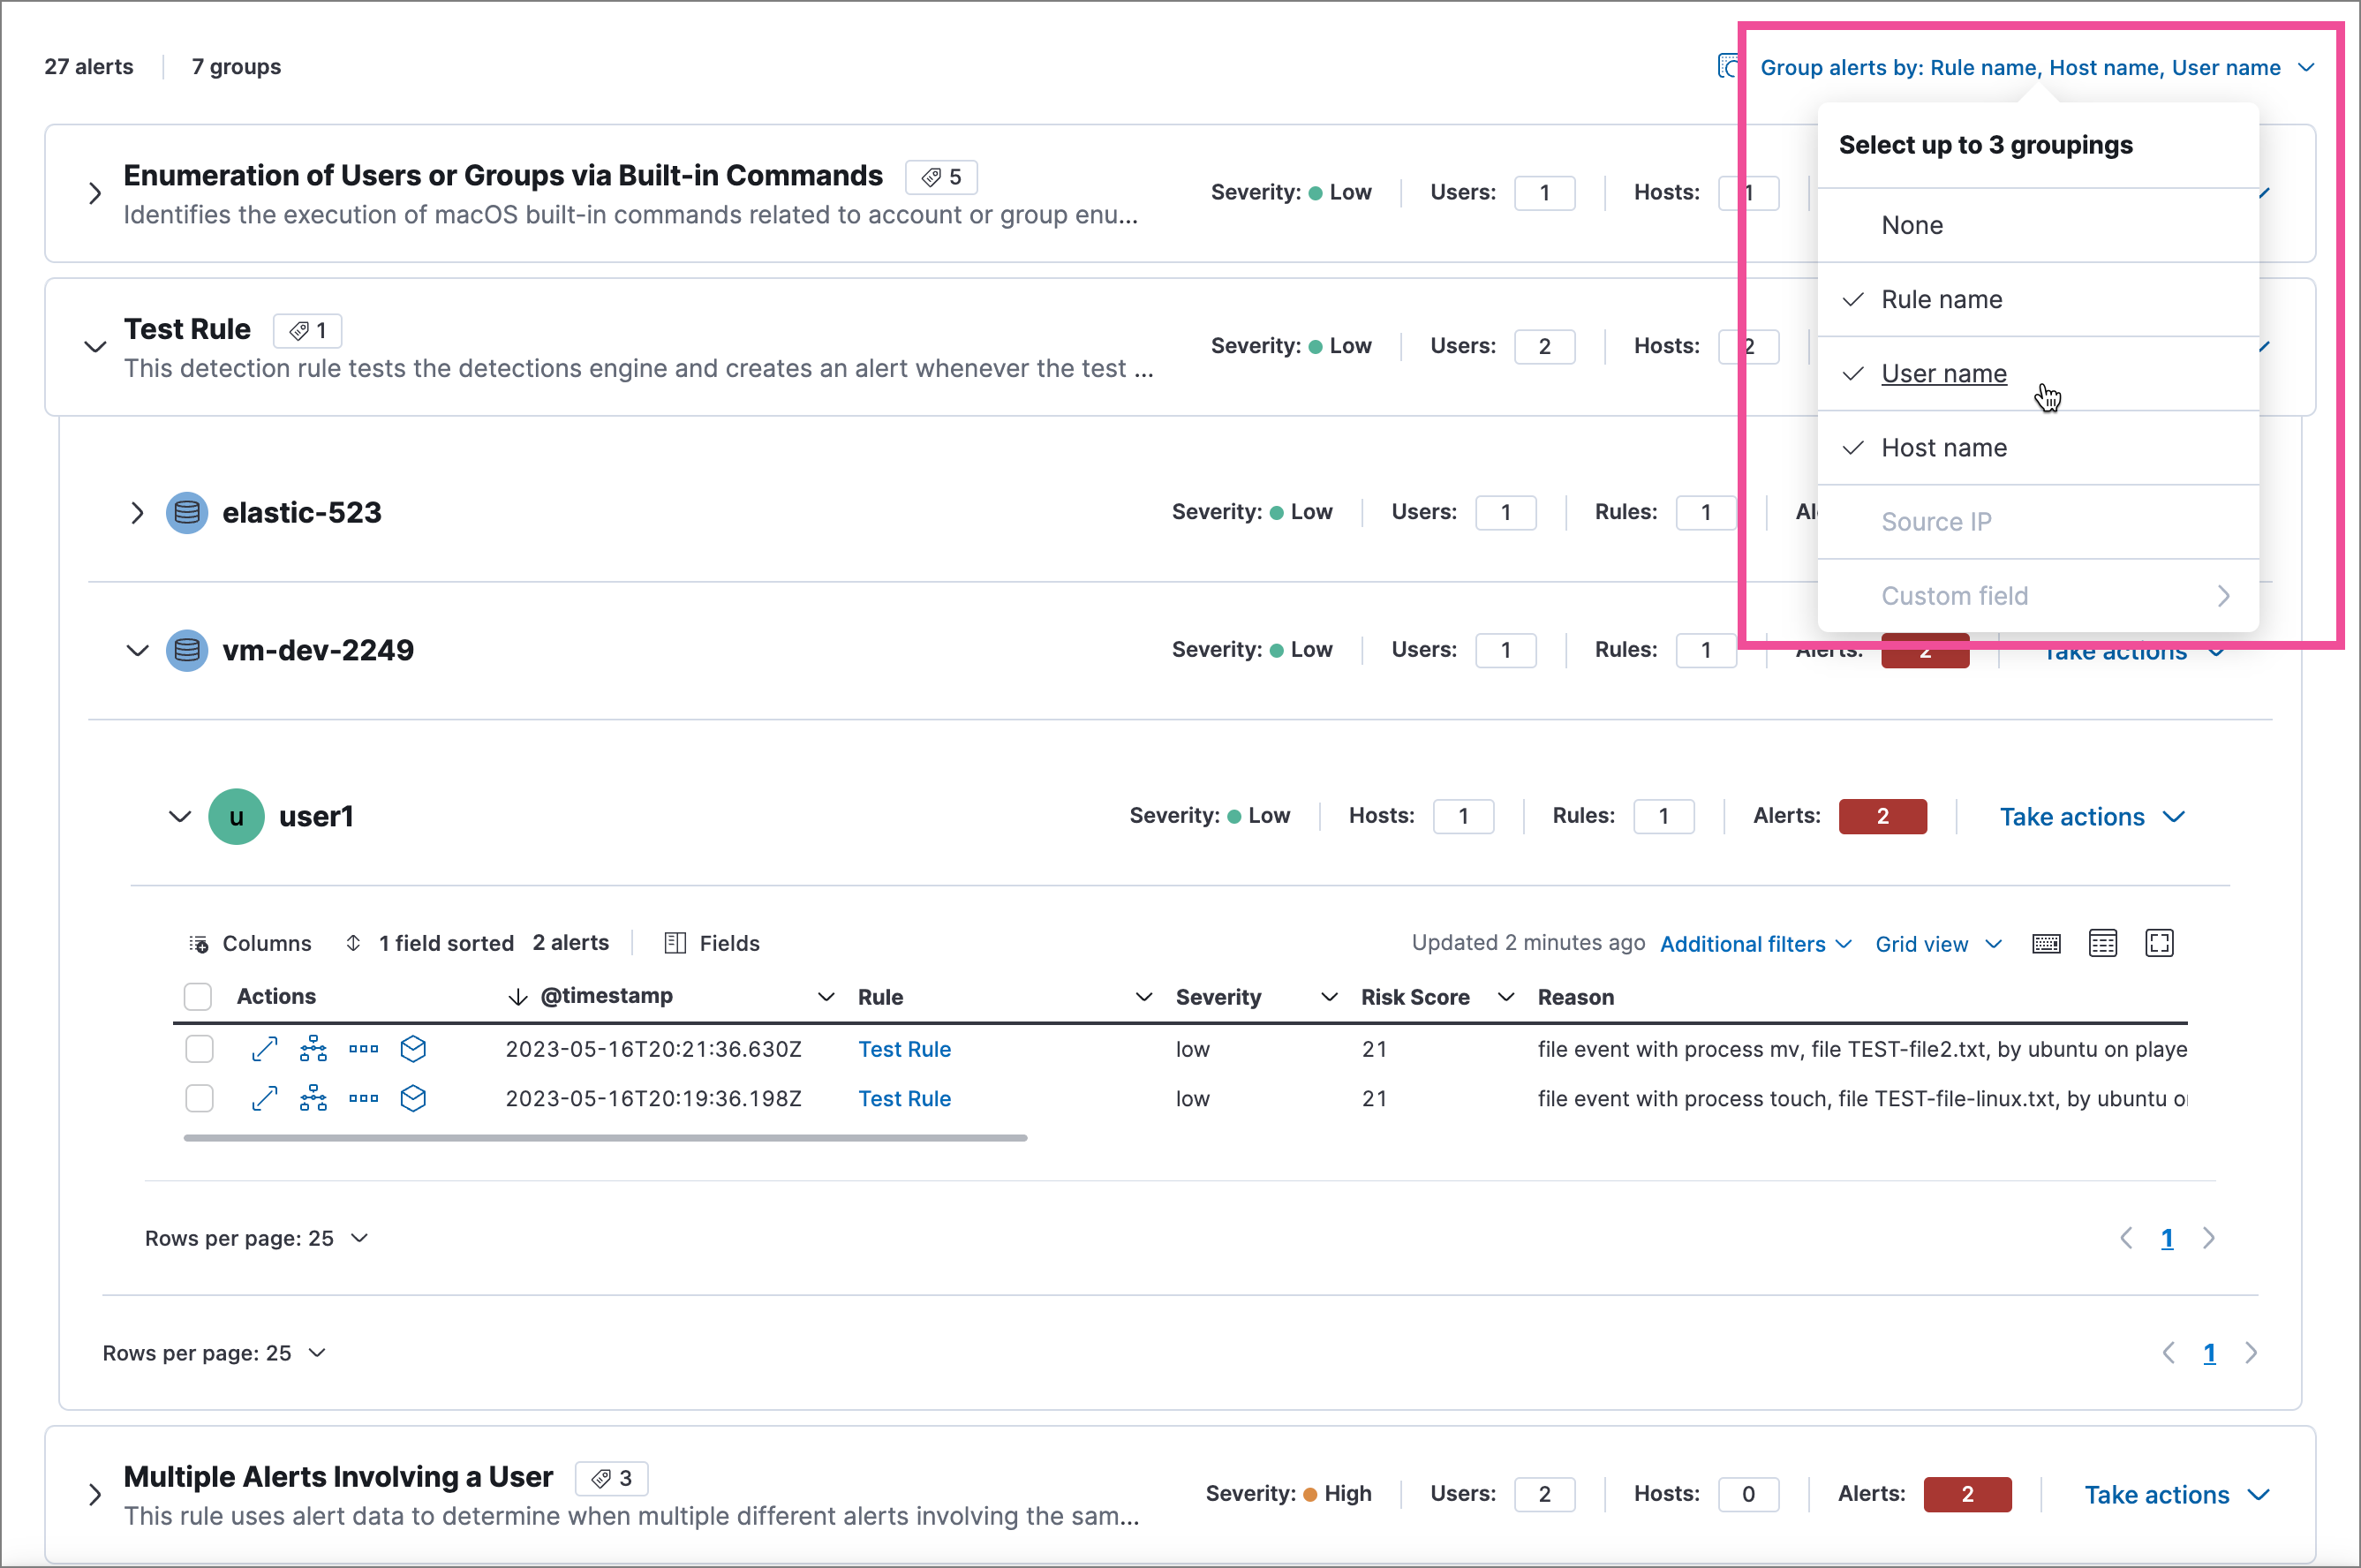 27 alerts 7 groups Group alerts by: Rule name, Host name, User name
Select up to 3 groupings
None
Rule name
User name
Host name
Source IP
Custom field
Enumeration of Users or Groups via Built-in Commands 5
Identifies the execution of macOS built-in commands related to account or group enu...
Severity: Low Users: 1 Hosts: 1
Test Rule 1
This detection rule tests the detections engine and creates an alert whenever the test ...
Severity: Low Users: 2 Hosts: 2
elastic-523 Severity: Low Users: 1 Rules: 1
vm-dev-2249 Severity: Low Users: 1 Rules: 1 Alerts: 2 Take actions
u user1 Severity: Low Hosts: 1 Rules: 1 Alerts: 2 Take actions
Columns 1 field sorted 2 alerts Fields Updated 2 minutes ago Additional filters Grid view
Actions @timestamp Rule Severity Risk Score Reason
2023-05-16T20:21:36.630Z Test Rule low 21 file event with process mv, file TEST-file2.txt, by ubuntu on playe
2023-05-16T20:19:36.198Z Test Rule low 21 file event with process touch, file TEST-file-linux.txt, by ubuntu
Rows per page: 25 1
Rows per page: 25 1
Multiple Alerts Involving a User 3
This rule uses alert data to determine when multiple different alerts involving the sam...
Severity: High Users: 2 Hosts: 0 Alerts: 2 Take actions